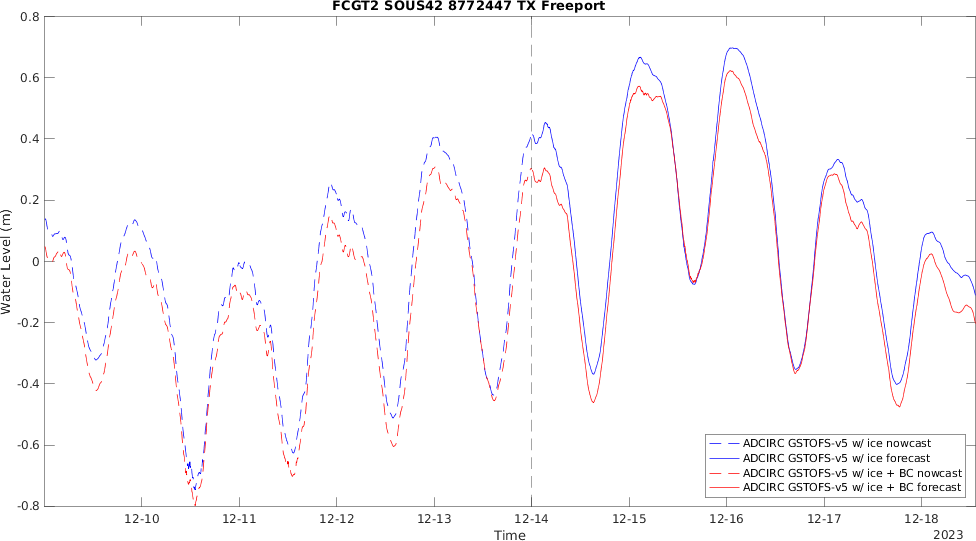 FCGT2 SOUS42 8772447 TX Freeport
0.8
0.6
0.4
0.2
0
-0.2
-0.4
-0.6
-0.8
Water Level (m)
12-10 12-11 12-12 12-13 12-14 12-15 12-16 12-17 12-18
Time
2023
ADCIRC GSTOFS-v5 w/ ice nowcast
ADCIRC GSTOFS-v5 w/ ice forecast
ADCIRC GSTOFS-v5 w/ ice + BC nowcast
ADCIRC GSTOFS-v5 w/ ice + BC forecast